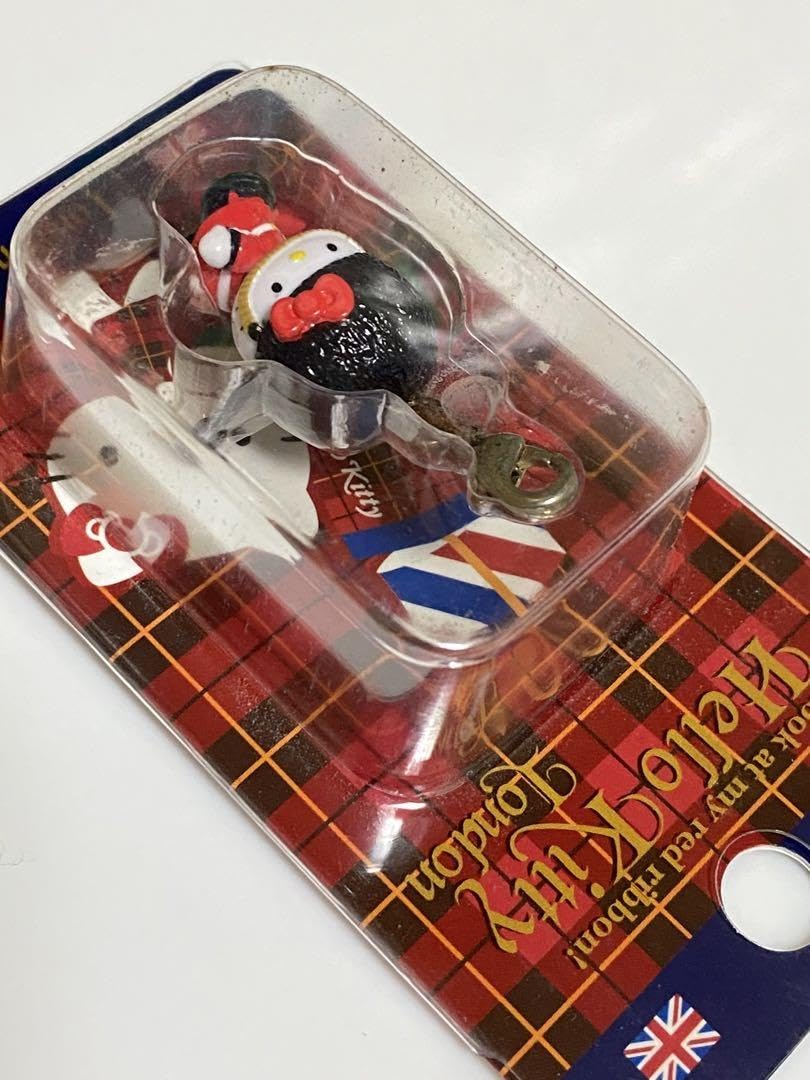 Look at my red ribbon!
Hello Kitty
London
Kitty